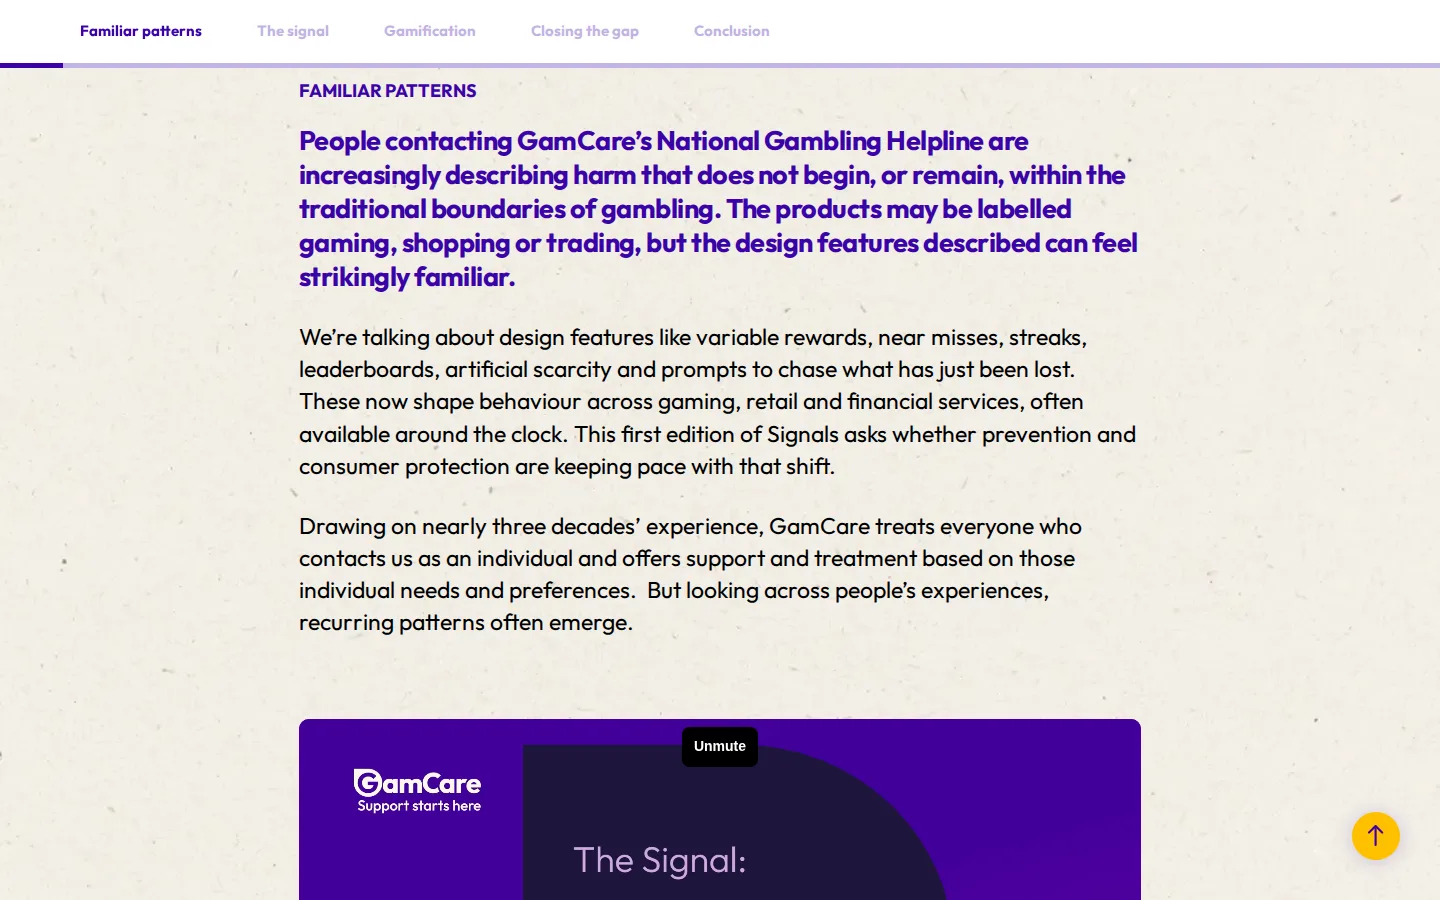 Familiar patterns
The signal
Gamification
Closing the gap
Conclusion
FAMILIAR PATTERNS
People contacting GamCare’s National Gambling Helpline are
increasingly describing harm that does not begin, or remain, within the
traditional boundaries of gambling. The products may be labelled
gaming, shopping or trading, but the design features described can feel
strikingly familiar.
We’re talking about design features like variable rewards, near misses, streaks,
leaderboards, artificial scarcity and prompts to chase what has just been lost.
These now shape behaviour across gaming, retail and financial services, often
available around the clock. This first edition of Signals asks whether prevention and
consumer protection are keeping pace with that shift.
Drawing on nearly three decades’ experience, GamCare treats everyone who
contacts us as an individual and offers support and treatment based on those
individual needs and preferences.  But looking across people’s experiences,
recurring patterns often emerge.
Unmute
GamCare
Support starts here
The Signal: